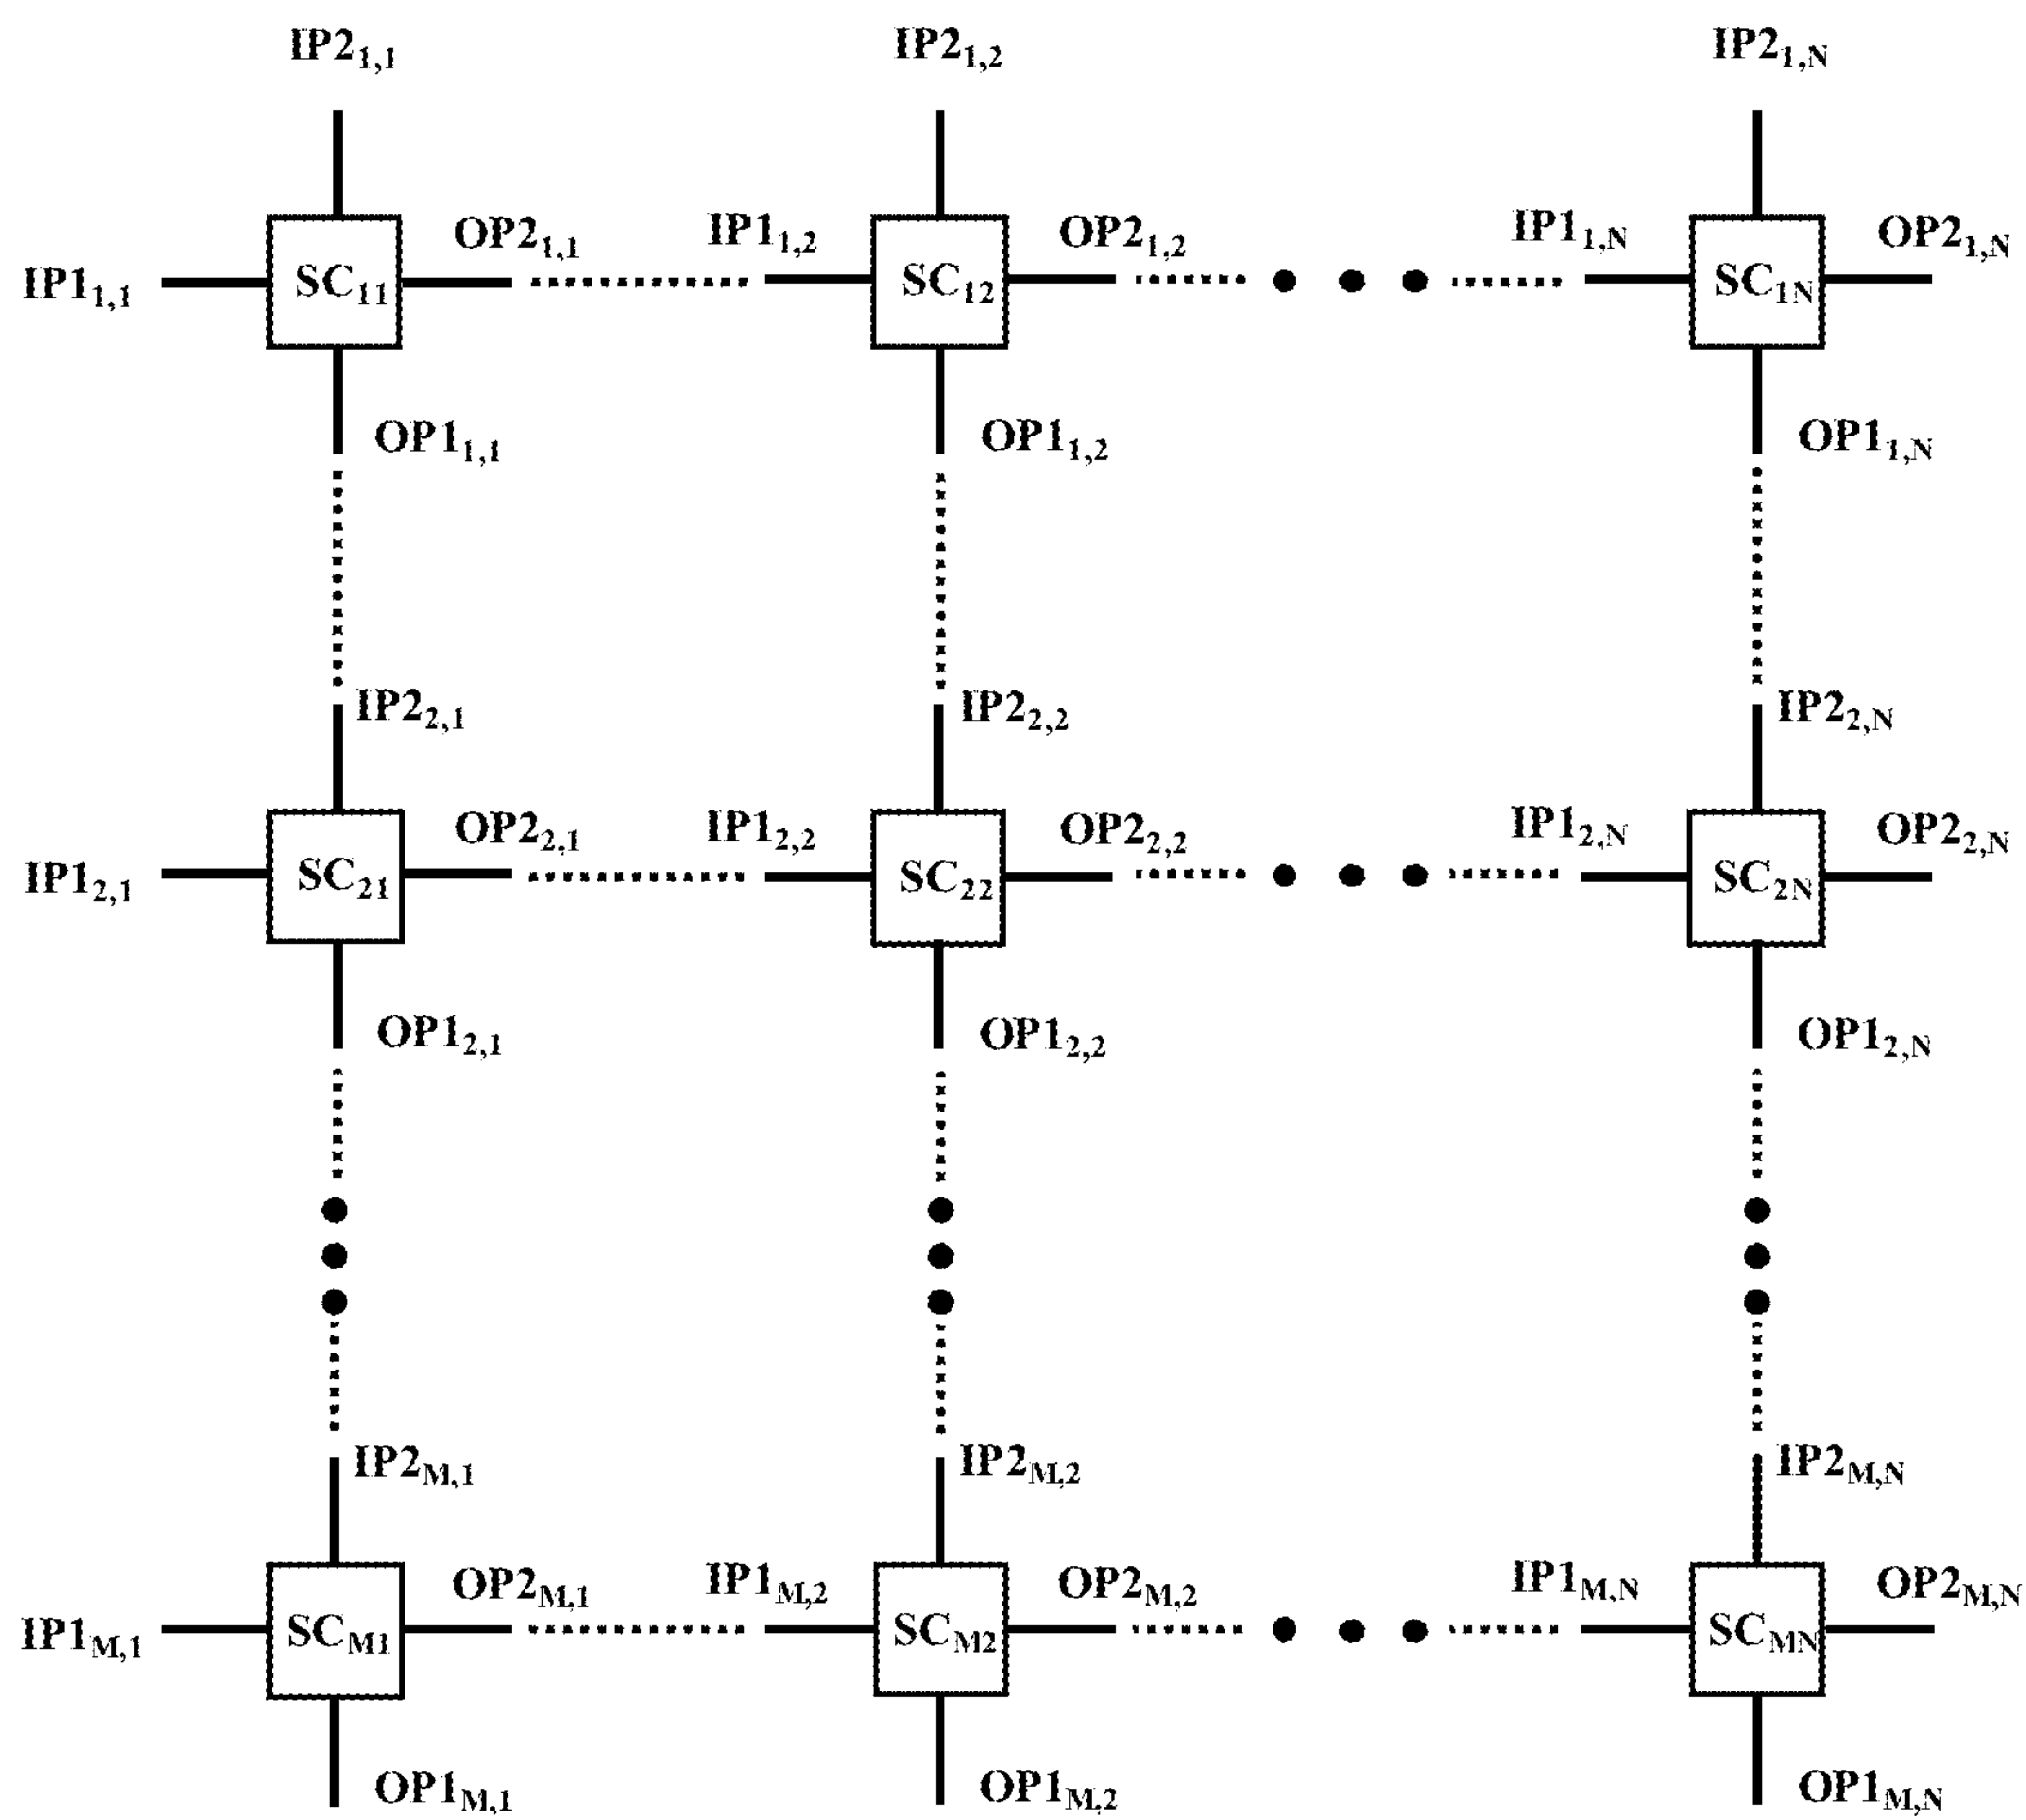 IP2₁,₁ IP2₁,₂ IP2₁,N
OP2₁,₁ IP1₁,₂ OP2₁,₂ IP1₁,N OP2₁,N
IP1₁,₁ SC₁₁ SC₁₂ SC₁N
OP1₁,₁ OP1₁,₂ OP1₁,N
IP2₂,₁ IP2₂,₂ IP2₂,N
OP2₂,₁ IP1₂,₂ OP2₂,₂ IP1₂,N OP2₂,N
IP1₂,₁ SC₂₁ SC₂₂ SC₂N
OP1₂,₁ OP1₂,₂ OP1₂,N
IP2M,₁ IP2M,₂ IP2M,N
OP2M,₁ IP1M,₂ OP2M,₂ IP1M,N OP2M,N
IP1M,₁ SCM₁ SCM₂ SCMN
OP1M,₁ OP1M,₂ OP1M,N